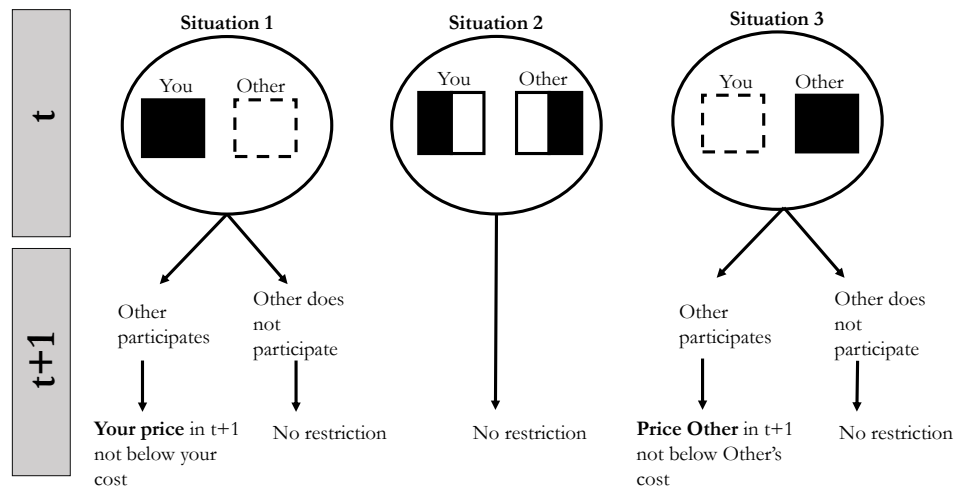 t
t+1
Situation 1
You
Other
Other
participates
Other does
not
participate
Your price in t+1
not below your
cost
No restriction
Situation 2
You
Other
No restriction
Situation 3
You
Other
Other
participates
Other does
not
participate
Price Other in t+1
not below Other's
cost
No restriction